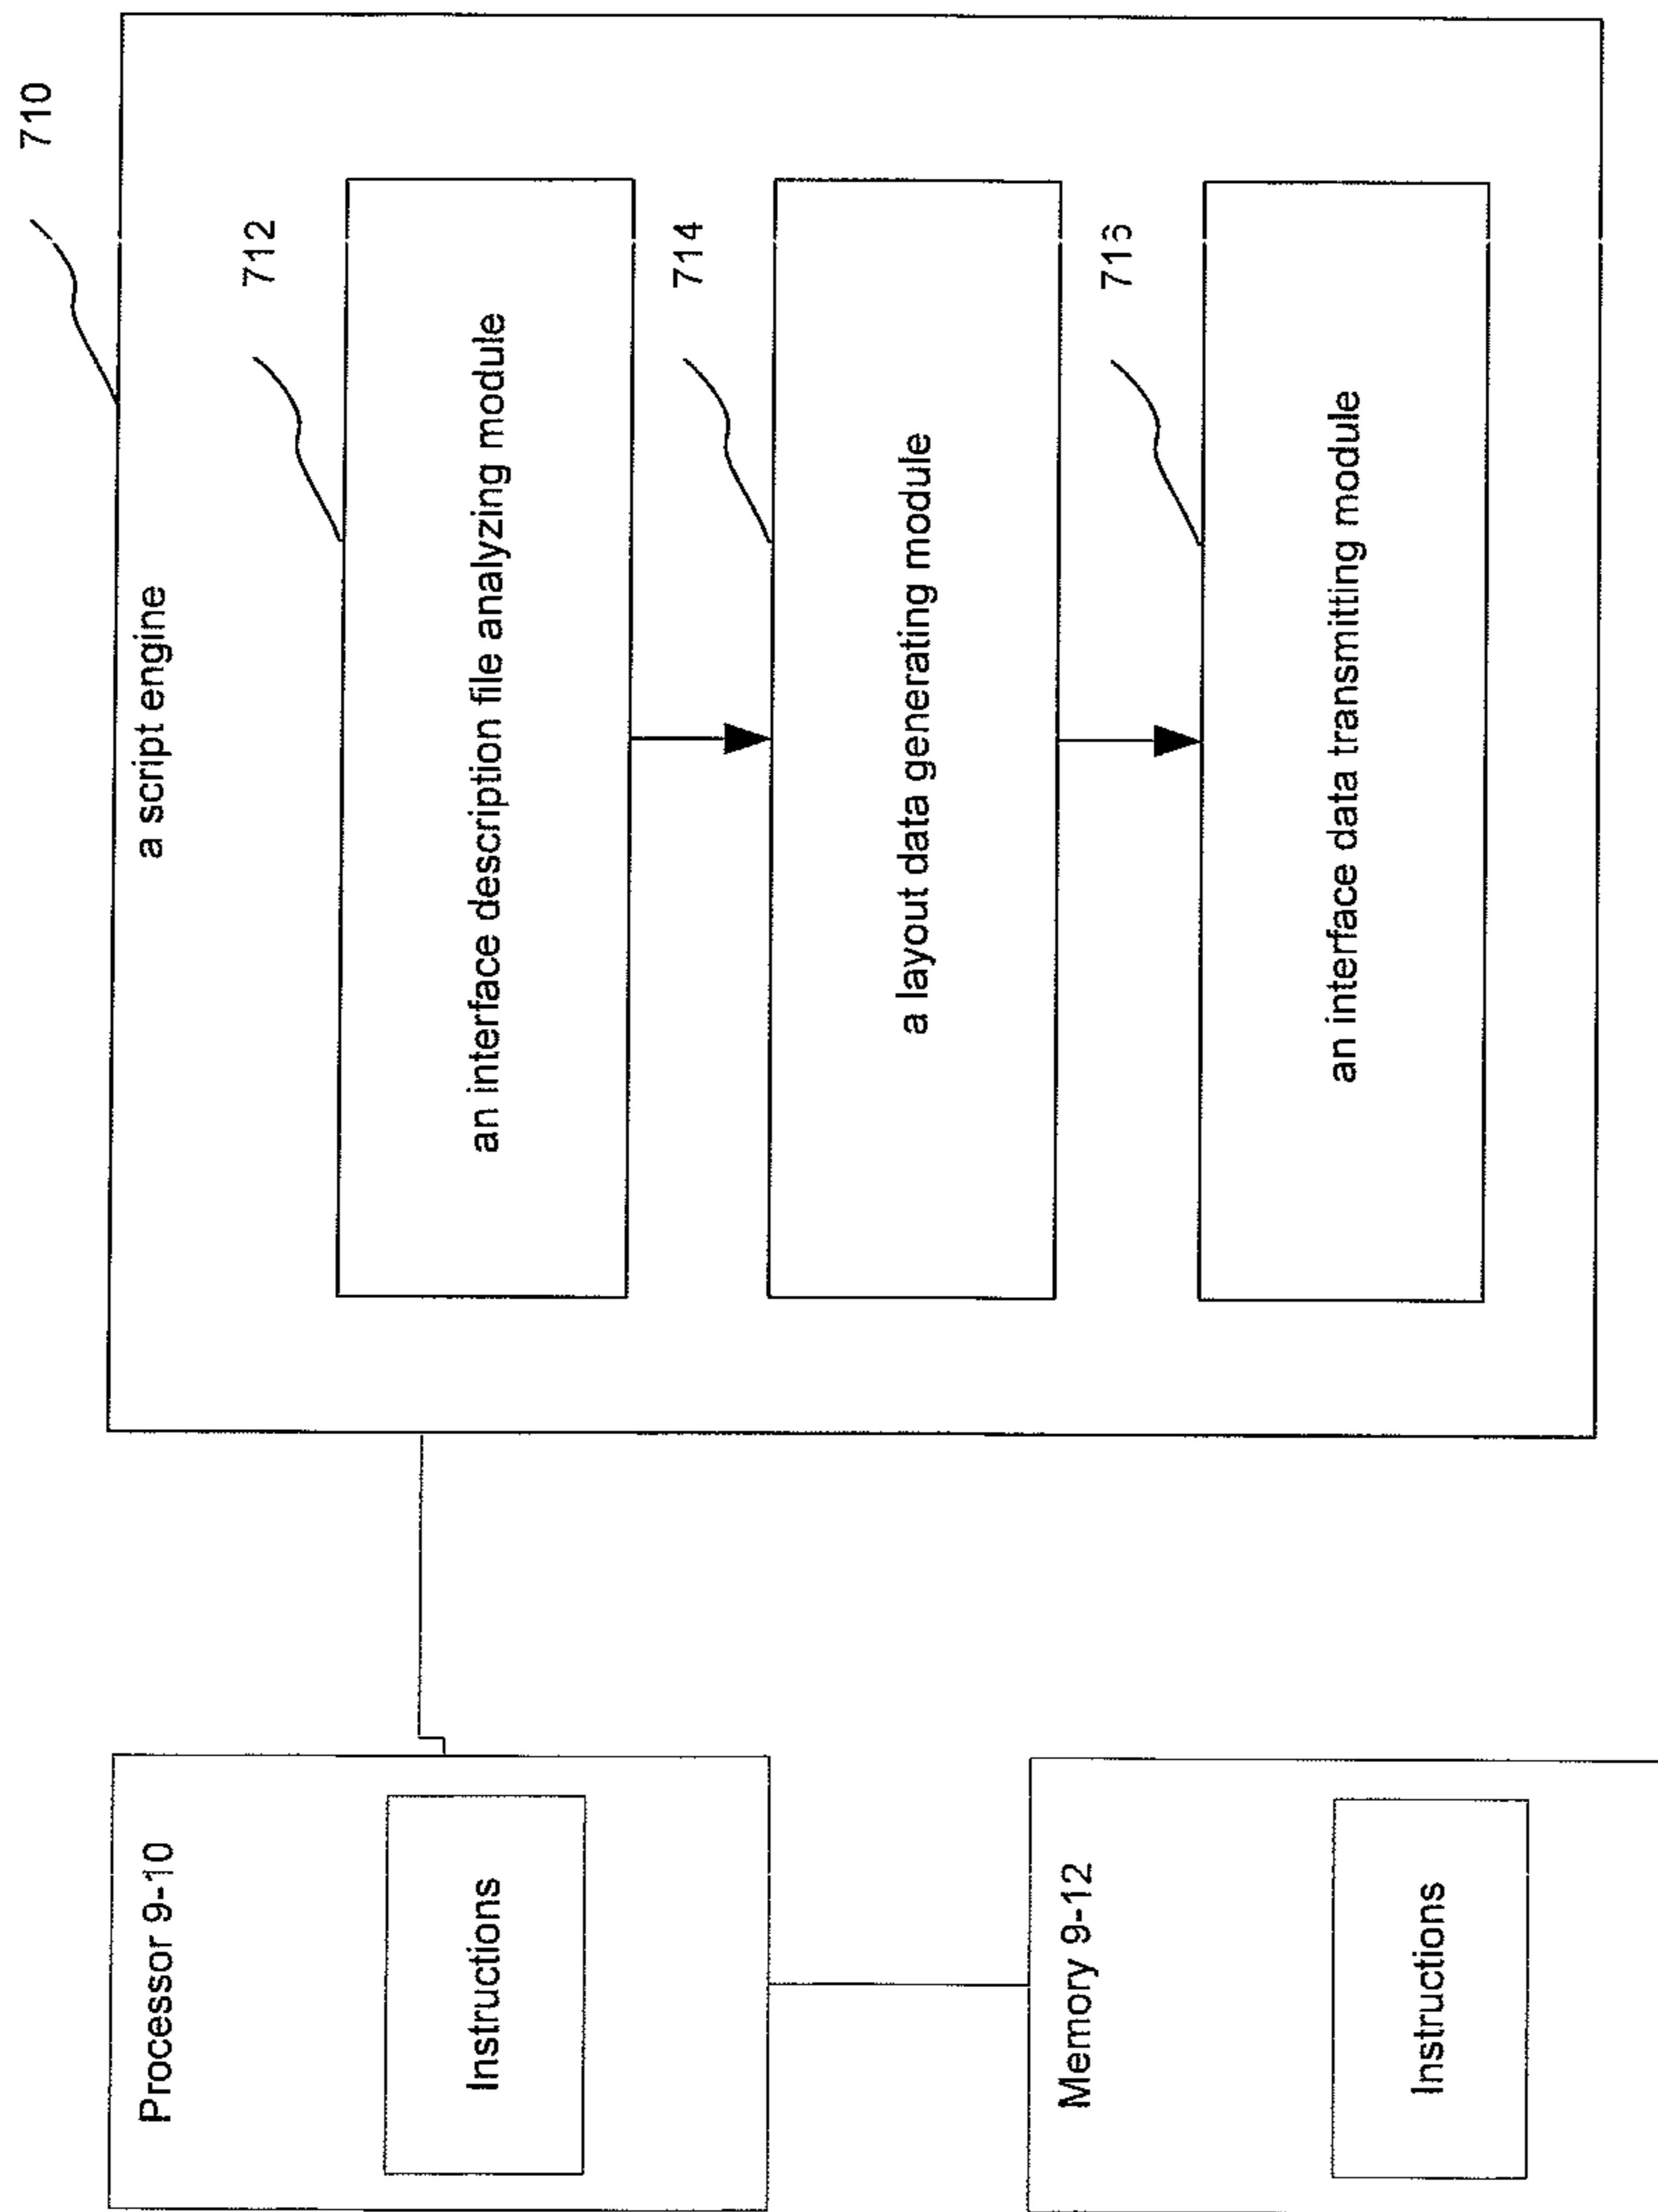 710
a script engine
Processor 9-10
Instructions
712
an interface description file analyzing module
714
a layout data generating module
Memory 9-12
716
an interface data transmitting module
Instructions